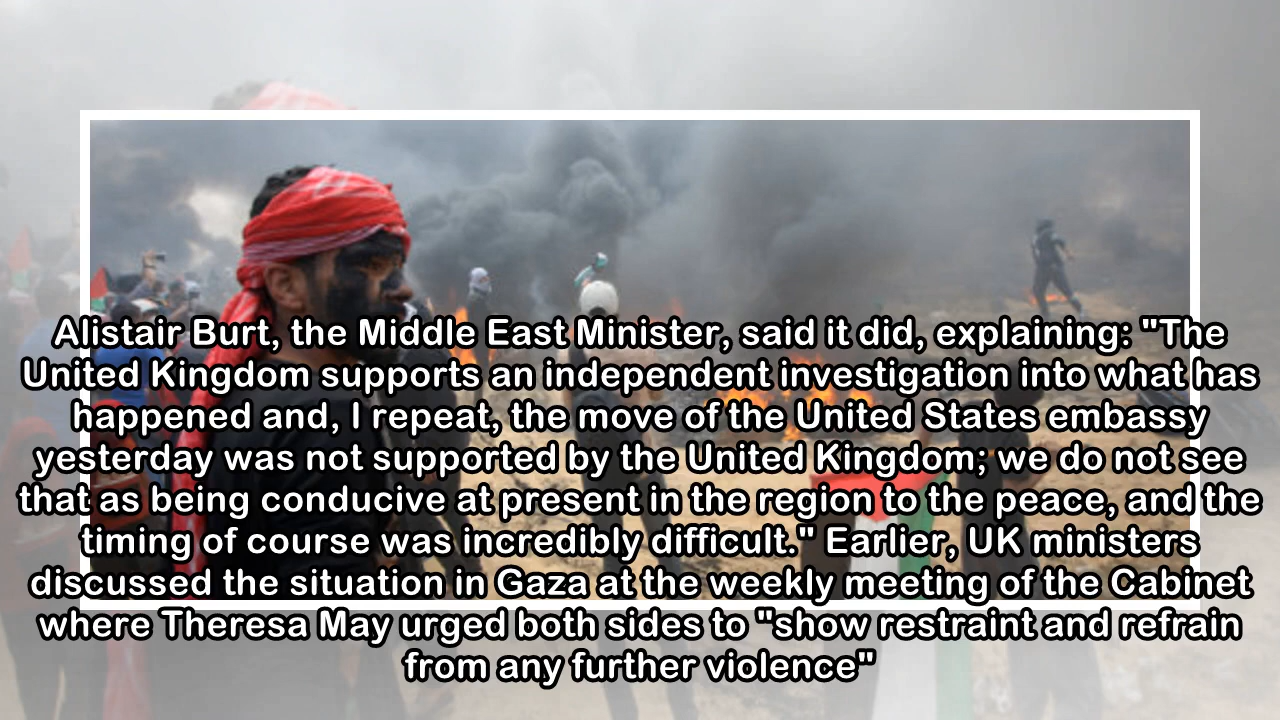 Alistair Burt, the Middle East Minister, said it did, explaining: "The
United Kingdom supports an independent investigation into what has
happened and, I repeat, the move of the United States embassy
yesterday was not supported by the United Kingdom; we do not see
that as being conducive at present in the region to the peace, and the
timing of course was incredibly difficult." Earlier, UK ministers
discussed the situation in Gaza at the weekly meeting of the Cabinet
where Theresa May urged both sides to "show restraint and refrain
from any further violence"